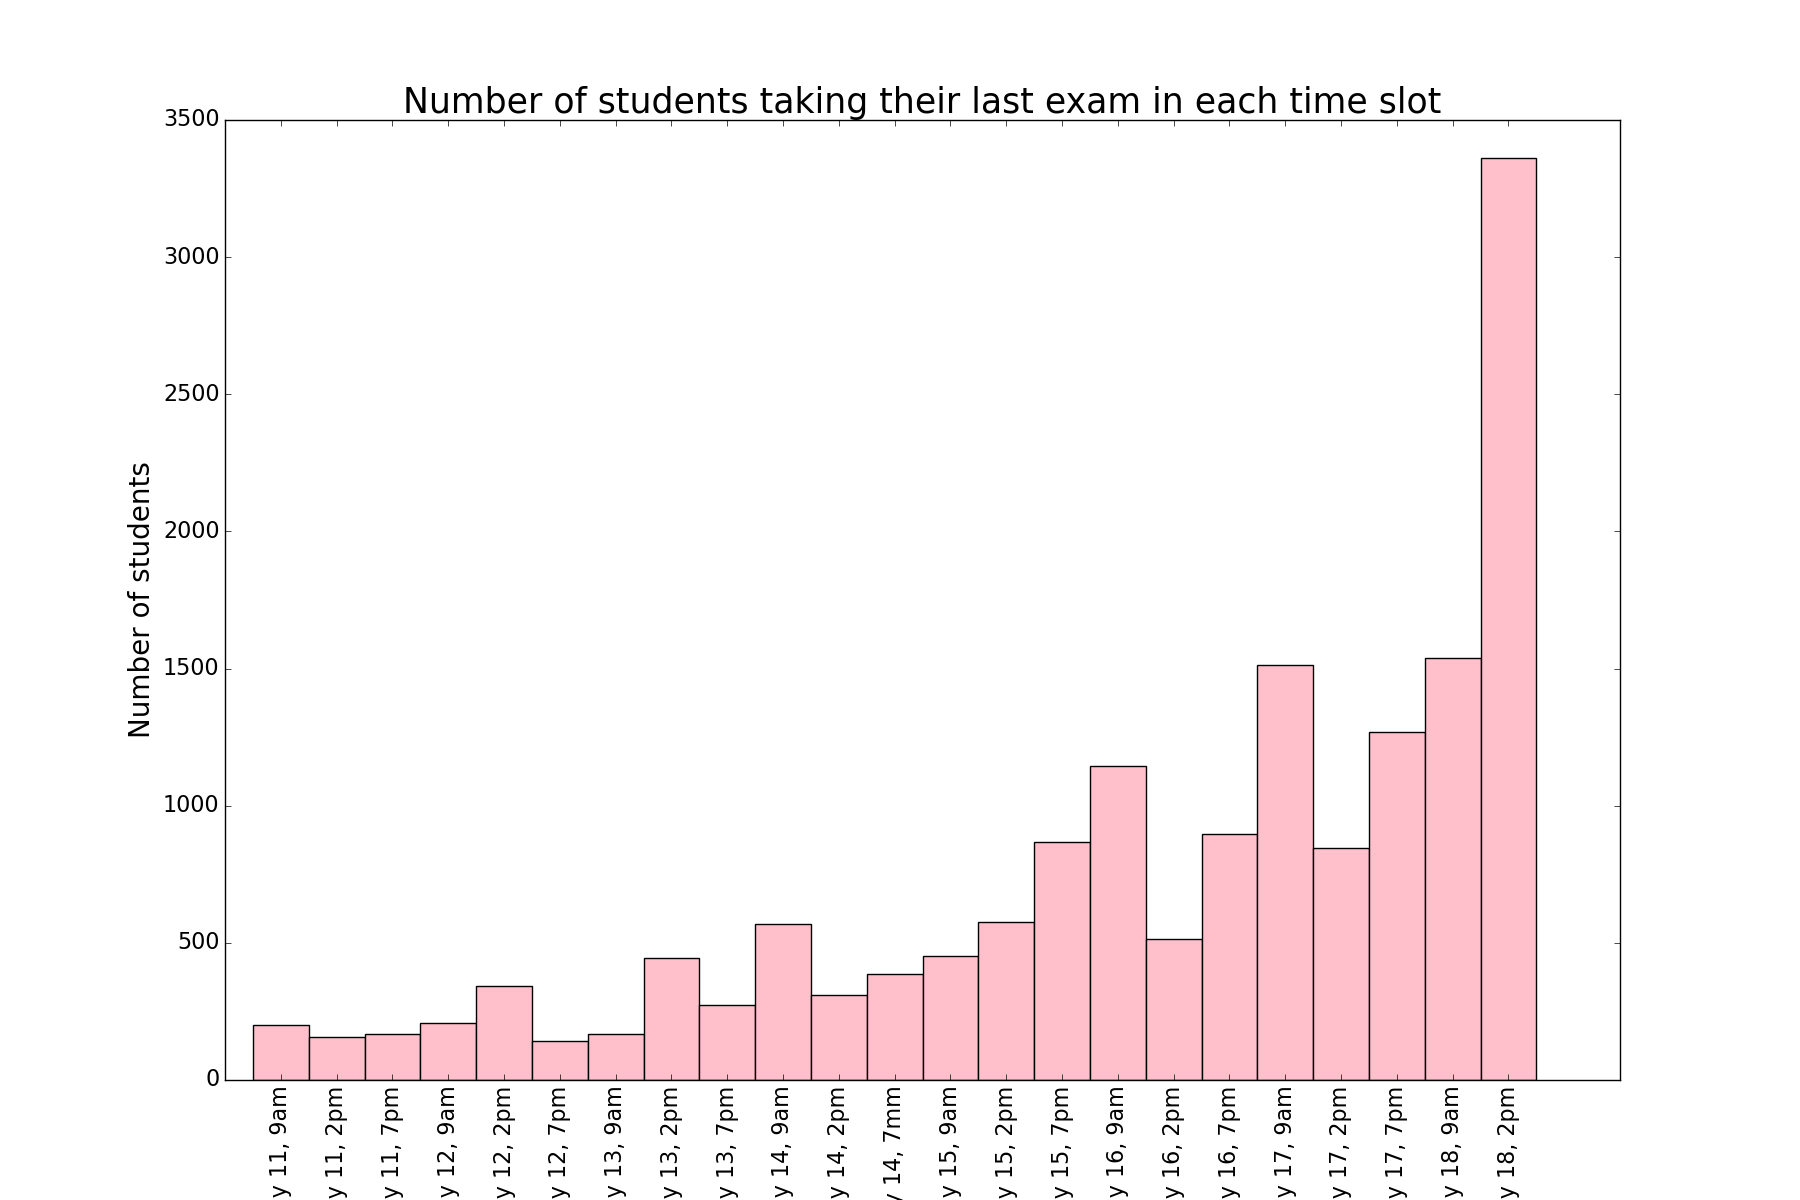 Number of students taking their last exam in each time slot
Number of students
3500
3000
2500
2000
1500
1000
500
0
y 11, 9am
y 11, 2pm
y 11, 7pm
y 12, 9am
y 12, 2pm
y 12, 7pm
y 13, 9am
y 13, 2pm
y 13, 7pm
y 14, 9am
y 14, 2pm
y 14, 7mm
y 15, 9am
y 15, 2pm
y 15, 7pm
y 16, 9am
y 16, 2pm
y 16, 7pm
y 17, 9am
y 17, 2pm
y 17, 7pm
y 18, 9am
y 18, 2pm